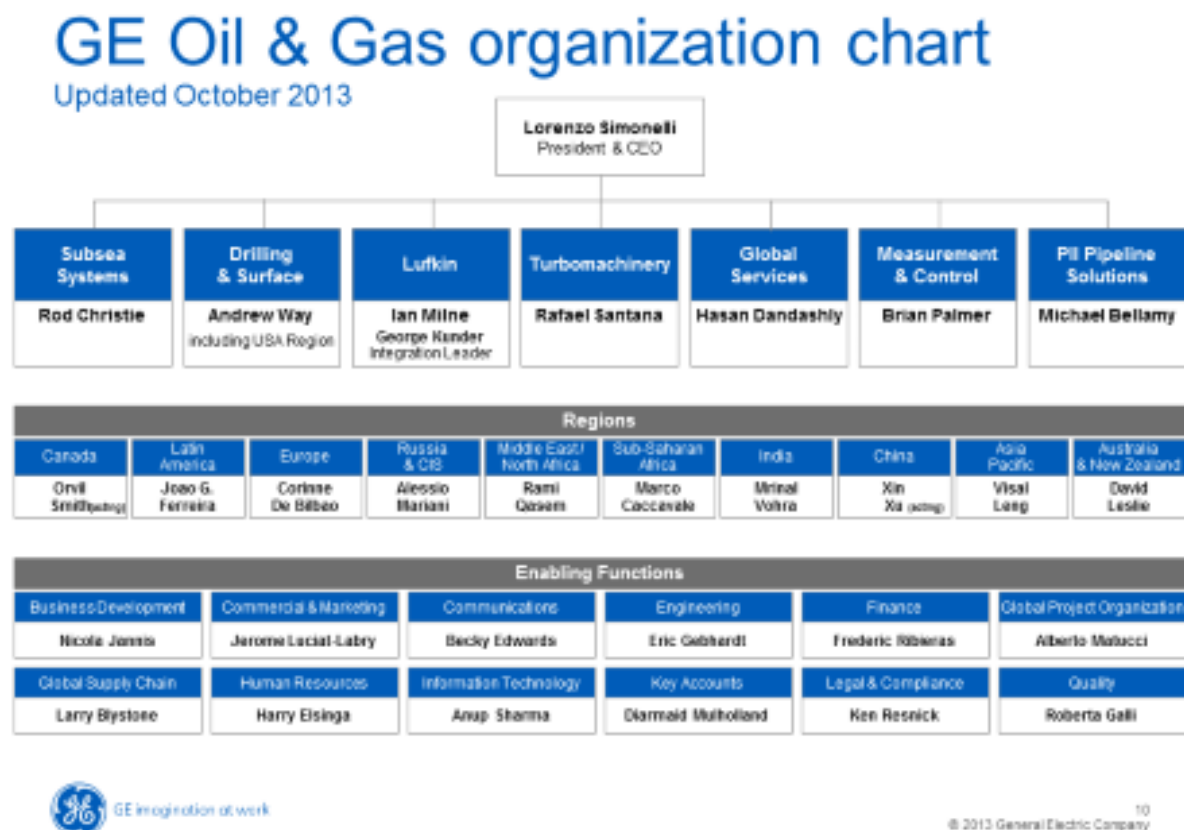 GE Oil & Gas organization chart
Updated October 2013
Lorenzo Simonelli
President & CEO
Subsea
Systems
Rod Christie
Drilling
& Surface
Andrew Way
including USA Region
Lufkin
Ian Milne
George Kunder
Integration Leader
Turbomachinery
Rafael Santana
Global
Services
Hasan Dandashly
Measurement
& Control
Brian Palmer
PII Pipeline
Solutions
Michael Bellamy
Regions
Canada
Orvil
Smith(acting)
Latin
America
Joao G.
Ferreira
Europe
Corinne
De Bilbao
Russia
& CIS
Alessio
Mariani
Middle East/
North Africa
Rami
Qasem
Sub-Saharan
Africa
Marco
Caccavale
India
Mrinal
Vohra
China
Xin
Xu (acting)
Asia
Pacific
Visal
Leng
Australia
& New Zealand
David
Leslie
Enabling Functions
Business Development
Nicola Jannis
Commercial & Marketing
Jerome Luciat-Labry
Communications
Becky Edwards
Engineering
Eric Gebhardt
Finance
Frederic Ribieras
Global Project Organization
Alberto Matucci
Global Supply Chain
Larry Blystone
Human Resources
Harry Elsinga
Information Technology
Anup Sharma
Key Accounts
Diarmaid Mulholland
Legal & Compliance
Ken Resnick
Quality
Roberta Galli
GE imagination at work
10
© 2013 General Electric Company